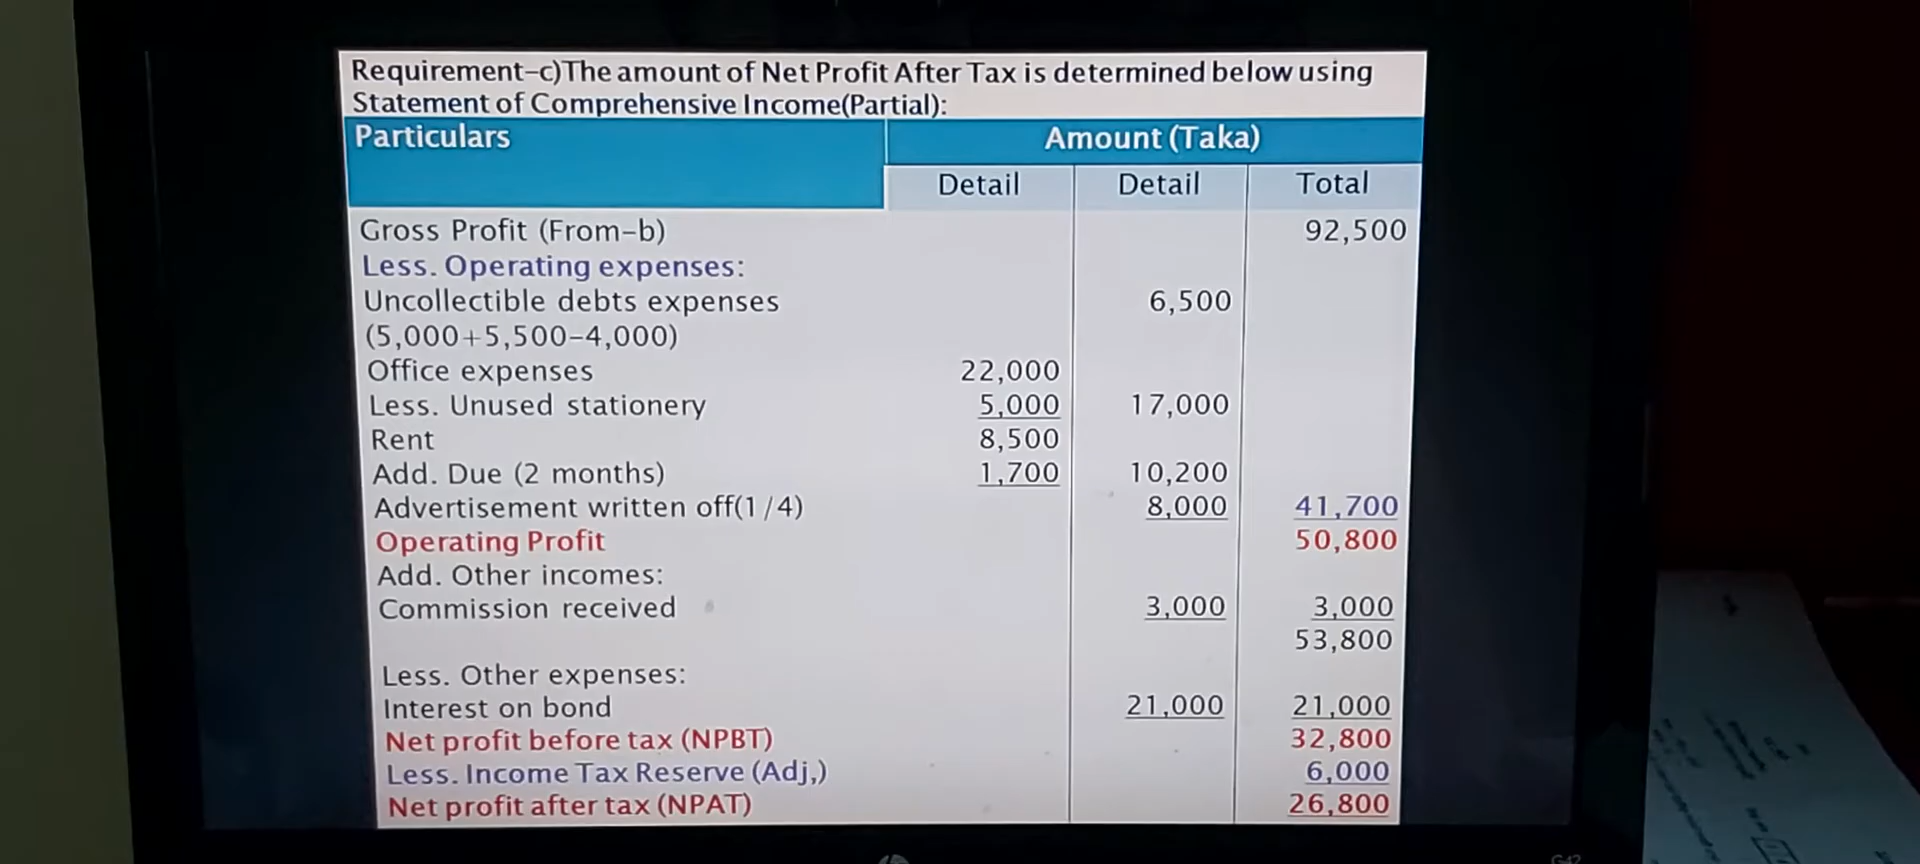 Requirement-c)The amount of Net Profit After Tax is determined below using
Statement of Comprehensive Income(Partial):
Particulars Amount (Taka)
Detail Detail Total
Gross Profit (From-b) 92,500
Less. Operating expenses:
Uncollectible debts expenses 6,500
(5,000+5,500-4,000)
Office expenses 22,000
Less. Unused stationery 5,000 17,000
Rent 8,500
Add. Due (2 months) 1,700 10,200
Advertisement written off(1/4) 8,000 41,700
Operating Profit 50,800
Add. Other incomes:
Commission received 3,000 3,000
53,800
Less. Other expenses:
Interest on bond 21,000 21,000
Net profit before tax (NPBT) 32,800
Less. Income Tax Reserve (Adj,) 6,000
Net profit after tax (NPAT) 26,800